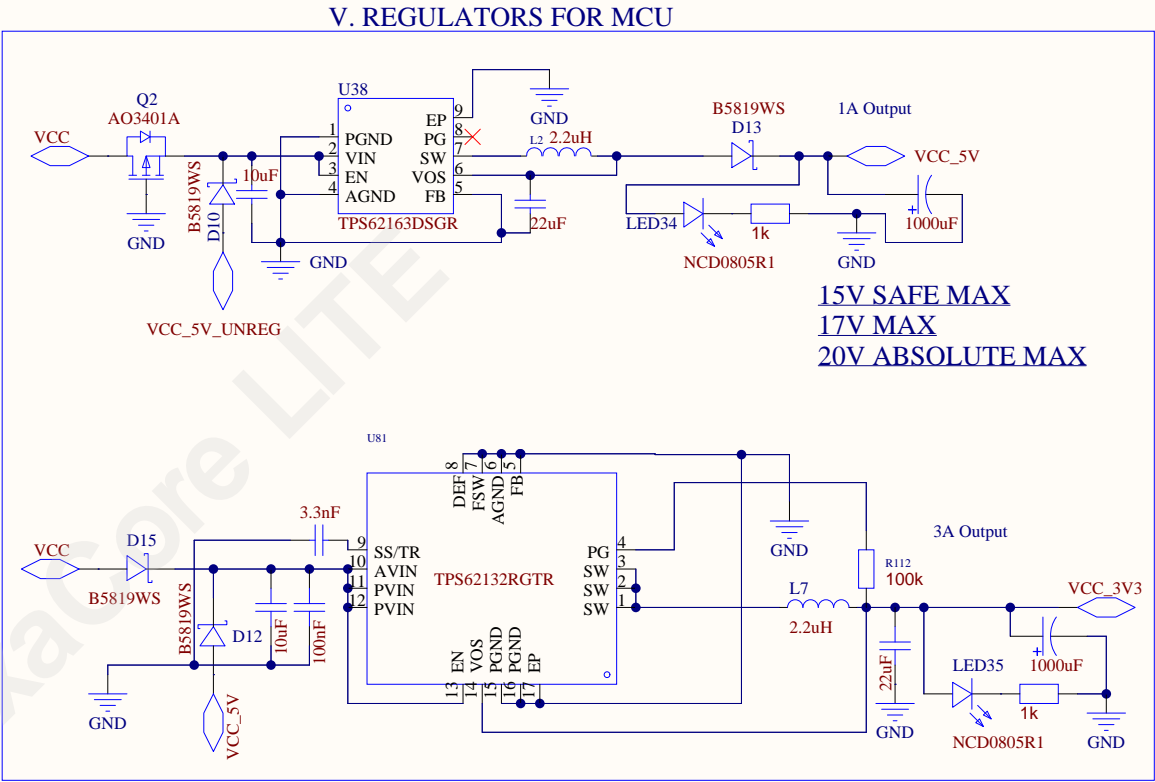 V. REGULATORS FOR MCU
Q2
AO3401A
VCC
B5819WS
D10
10uF
GND
VCC_5V_UNREG
U38
1 PGND
2 VIN
3 EN
4 AGND
EP 9
PG 8
SW 7
VOS 6
FB 5
TPS62163DSGR
GND
GND
L2 2.2uH
22uF
B5819WS
D13
1A Output
VCC_5V
LED34
1k
NCD0805R1
GND
1000uF
15V SAFE MAX
17V MAX
20V ABSOLUTE MAX
xaCore LITE
U81
8 7 6 5
DEF
FSW
AGND
FB
3.3nF
VCC
D15
B5819WS
B5819WS
D12
10uF
100nF
GND
VCC_5V
9 SS/TR
10 AVIN
11 PVIN
12 PVIN
TPS62132RGTR
PG 4
SW 3
SW 2
SW 1
EN
VOS
PGND
PGND
EP
13 14 15 16 17
GND
3A Output
R112
100k
L7
2.2uH
VCC_3V3
22uF
GND
LED35
1k
NCD0805R1
1000uF
GND